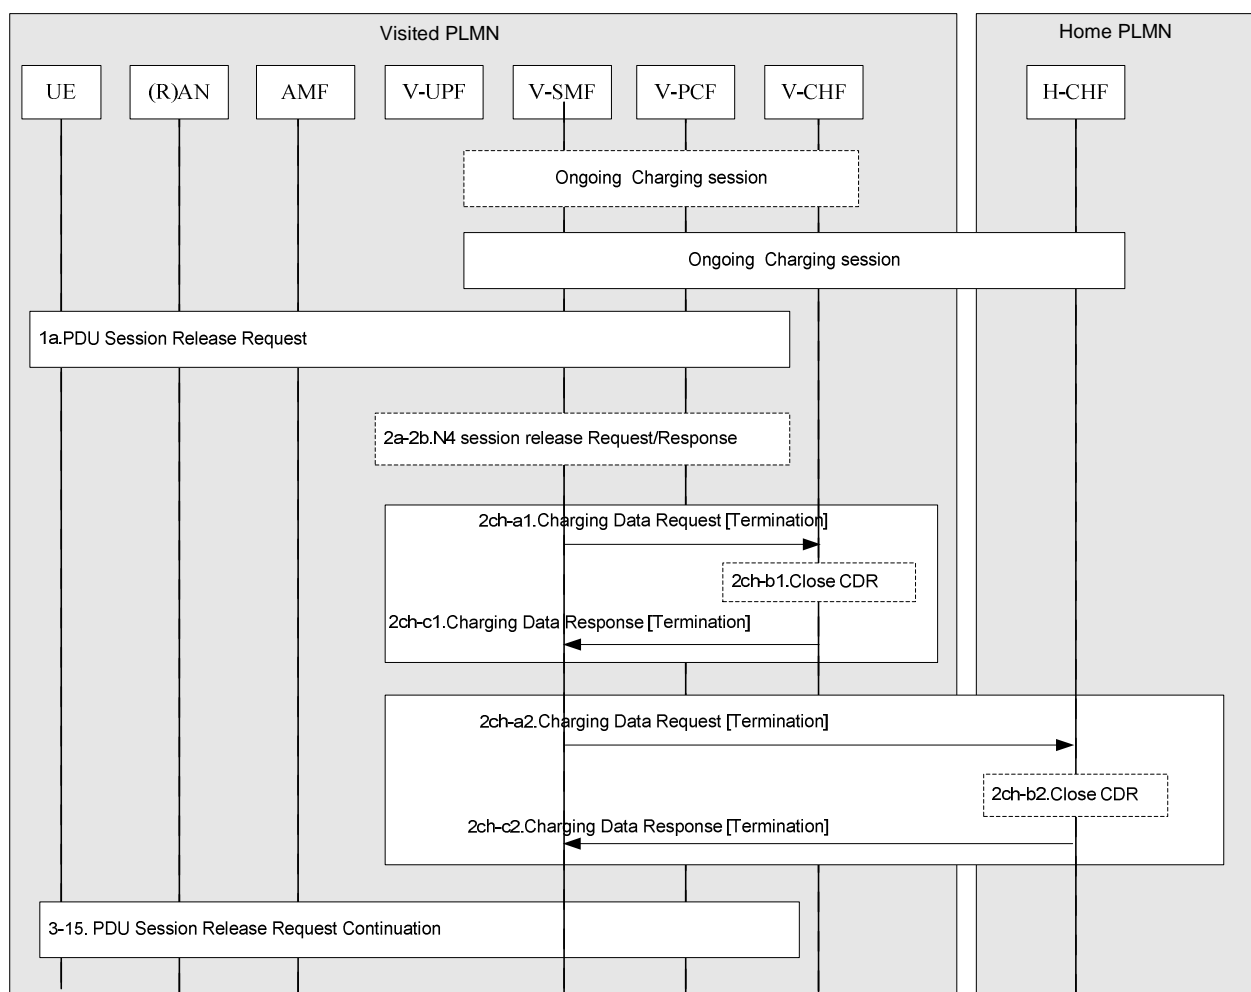 Visited PLMN
Home PLMN
UE
(R)AN
AMF
V-UPF
V-SMF
V-PCF
V-CHF
H-CHF
Ongoing Charging session
Ongoing Charging session
1a.PDU Session Release Request
2a-2b.N4 session release Request/Response
2ch-a1.Charging Data Request [Termination]
2ch-b1.Close CDR
2ch-c1.Charging Data Response [Termination]
2ch-a2.Charging Data Request [Termination]
2ch-b2.Close CDR
2ch-c2.Charging Data Response [Termination]
3-15. PDU Session Release Request Continuation